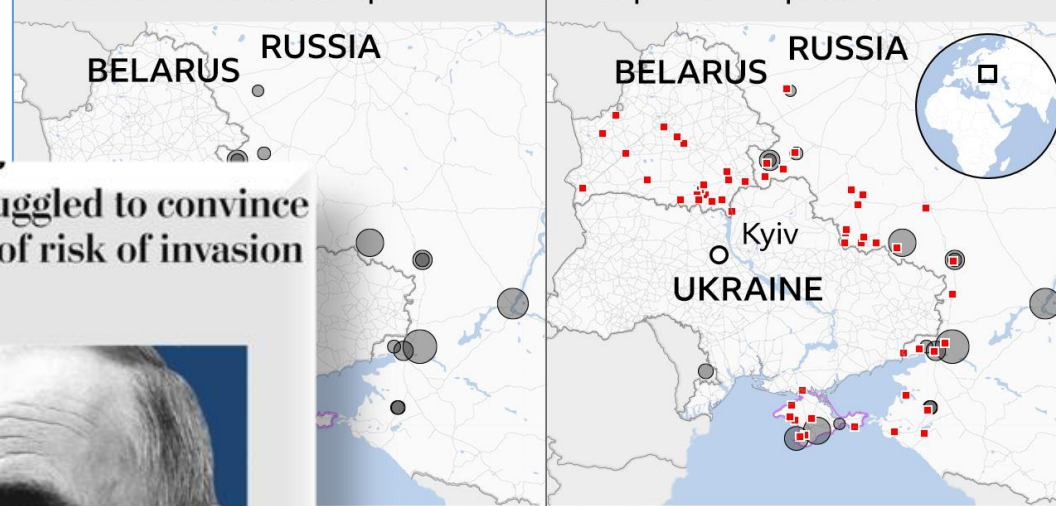 BELARUS
RUSSIA
uggled to convince
of risk of invasion
BELARUS
RUSSIA
Kyiv
UKRAINE